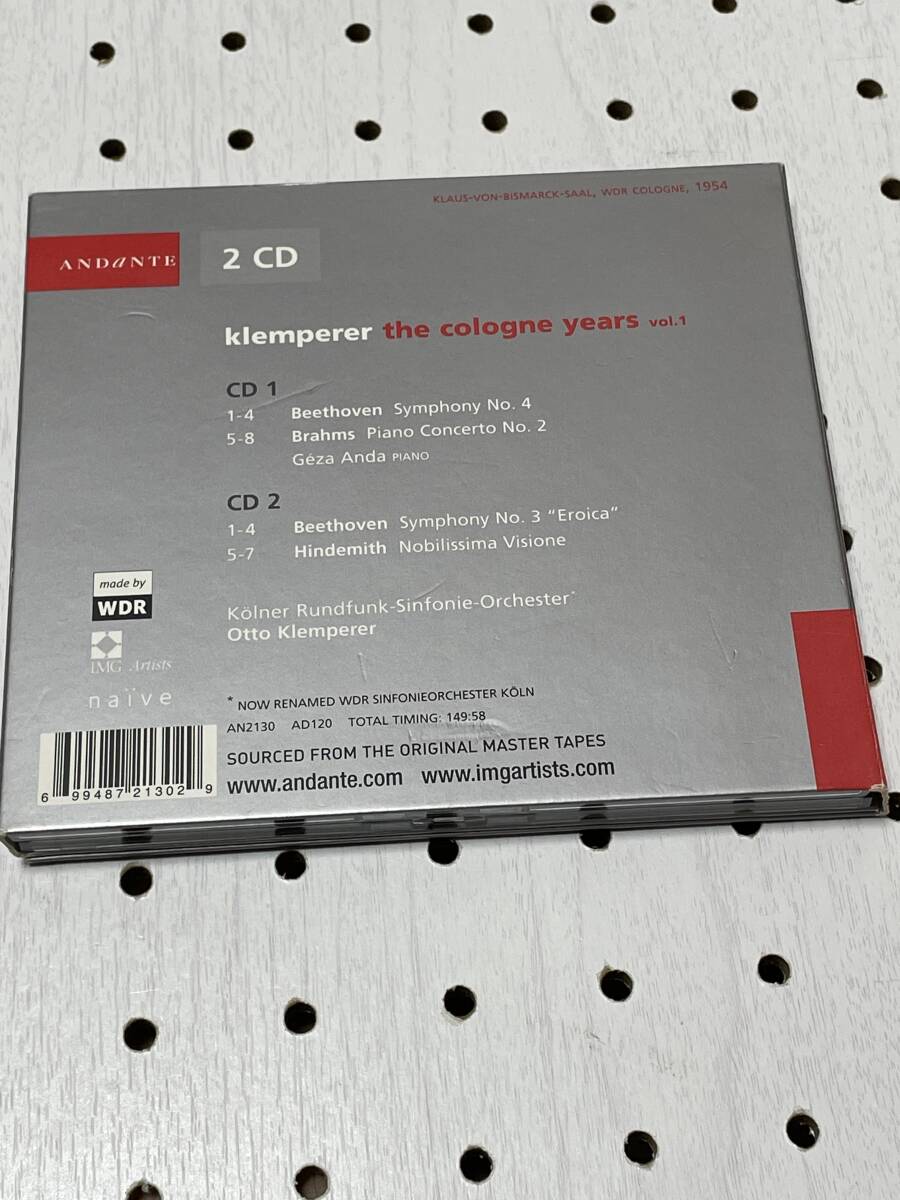 KLAUS-VON-BISMARCK-SAAL, WDR COLOGNE, 1954
ANDANTE
2 CD
klemperer the cologne years vol.1
CD 1
1-4 Beethoven Symphony No. 4
5-8 Brahms Piano Concerto No. 2
Géza Anda PIANO
CD 2
1-4 Beethoven Symphony No. 3 “Eroica”
5-7 Hindemith Nobilissima Visione
made by
WDR
Kölner Rundfunk-Sinfonie-Orchester*
Otto Klemperer
IMG Artists
naïve
* NOW RENAMED WDR SINFONIEORCHESTER KÖLN
AN2130 AD120 TOTAL TIMING: 149:58
SOURCED FROM THE ORIGINAL MASTER TAPES
www.andante.com www.imgartists.com
6 99487 21302 9